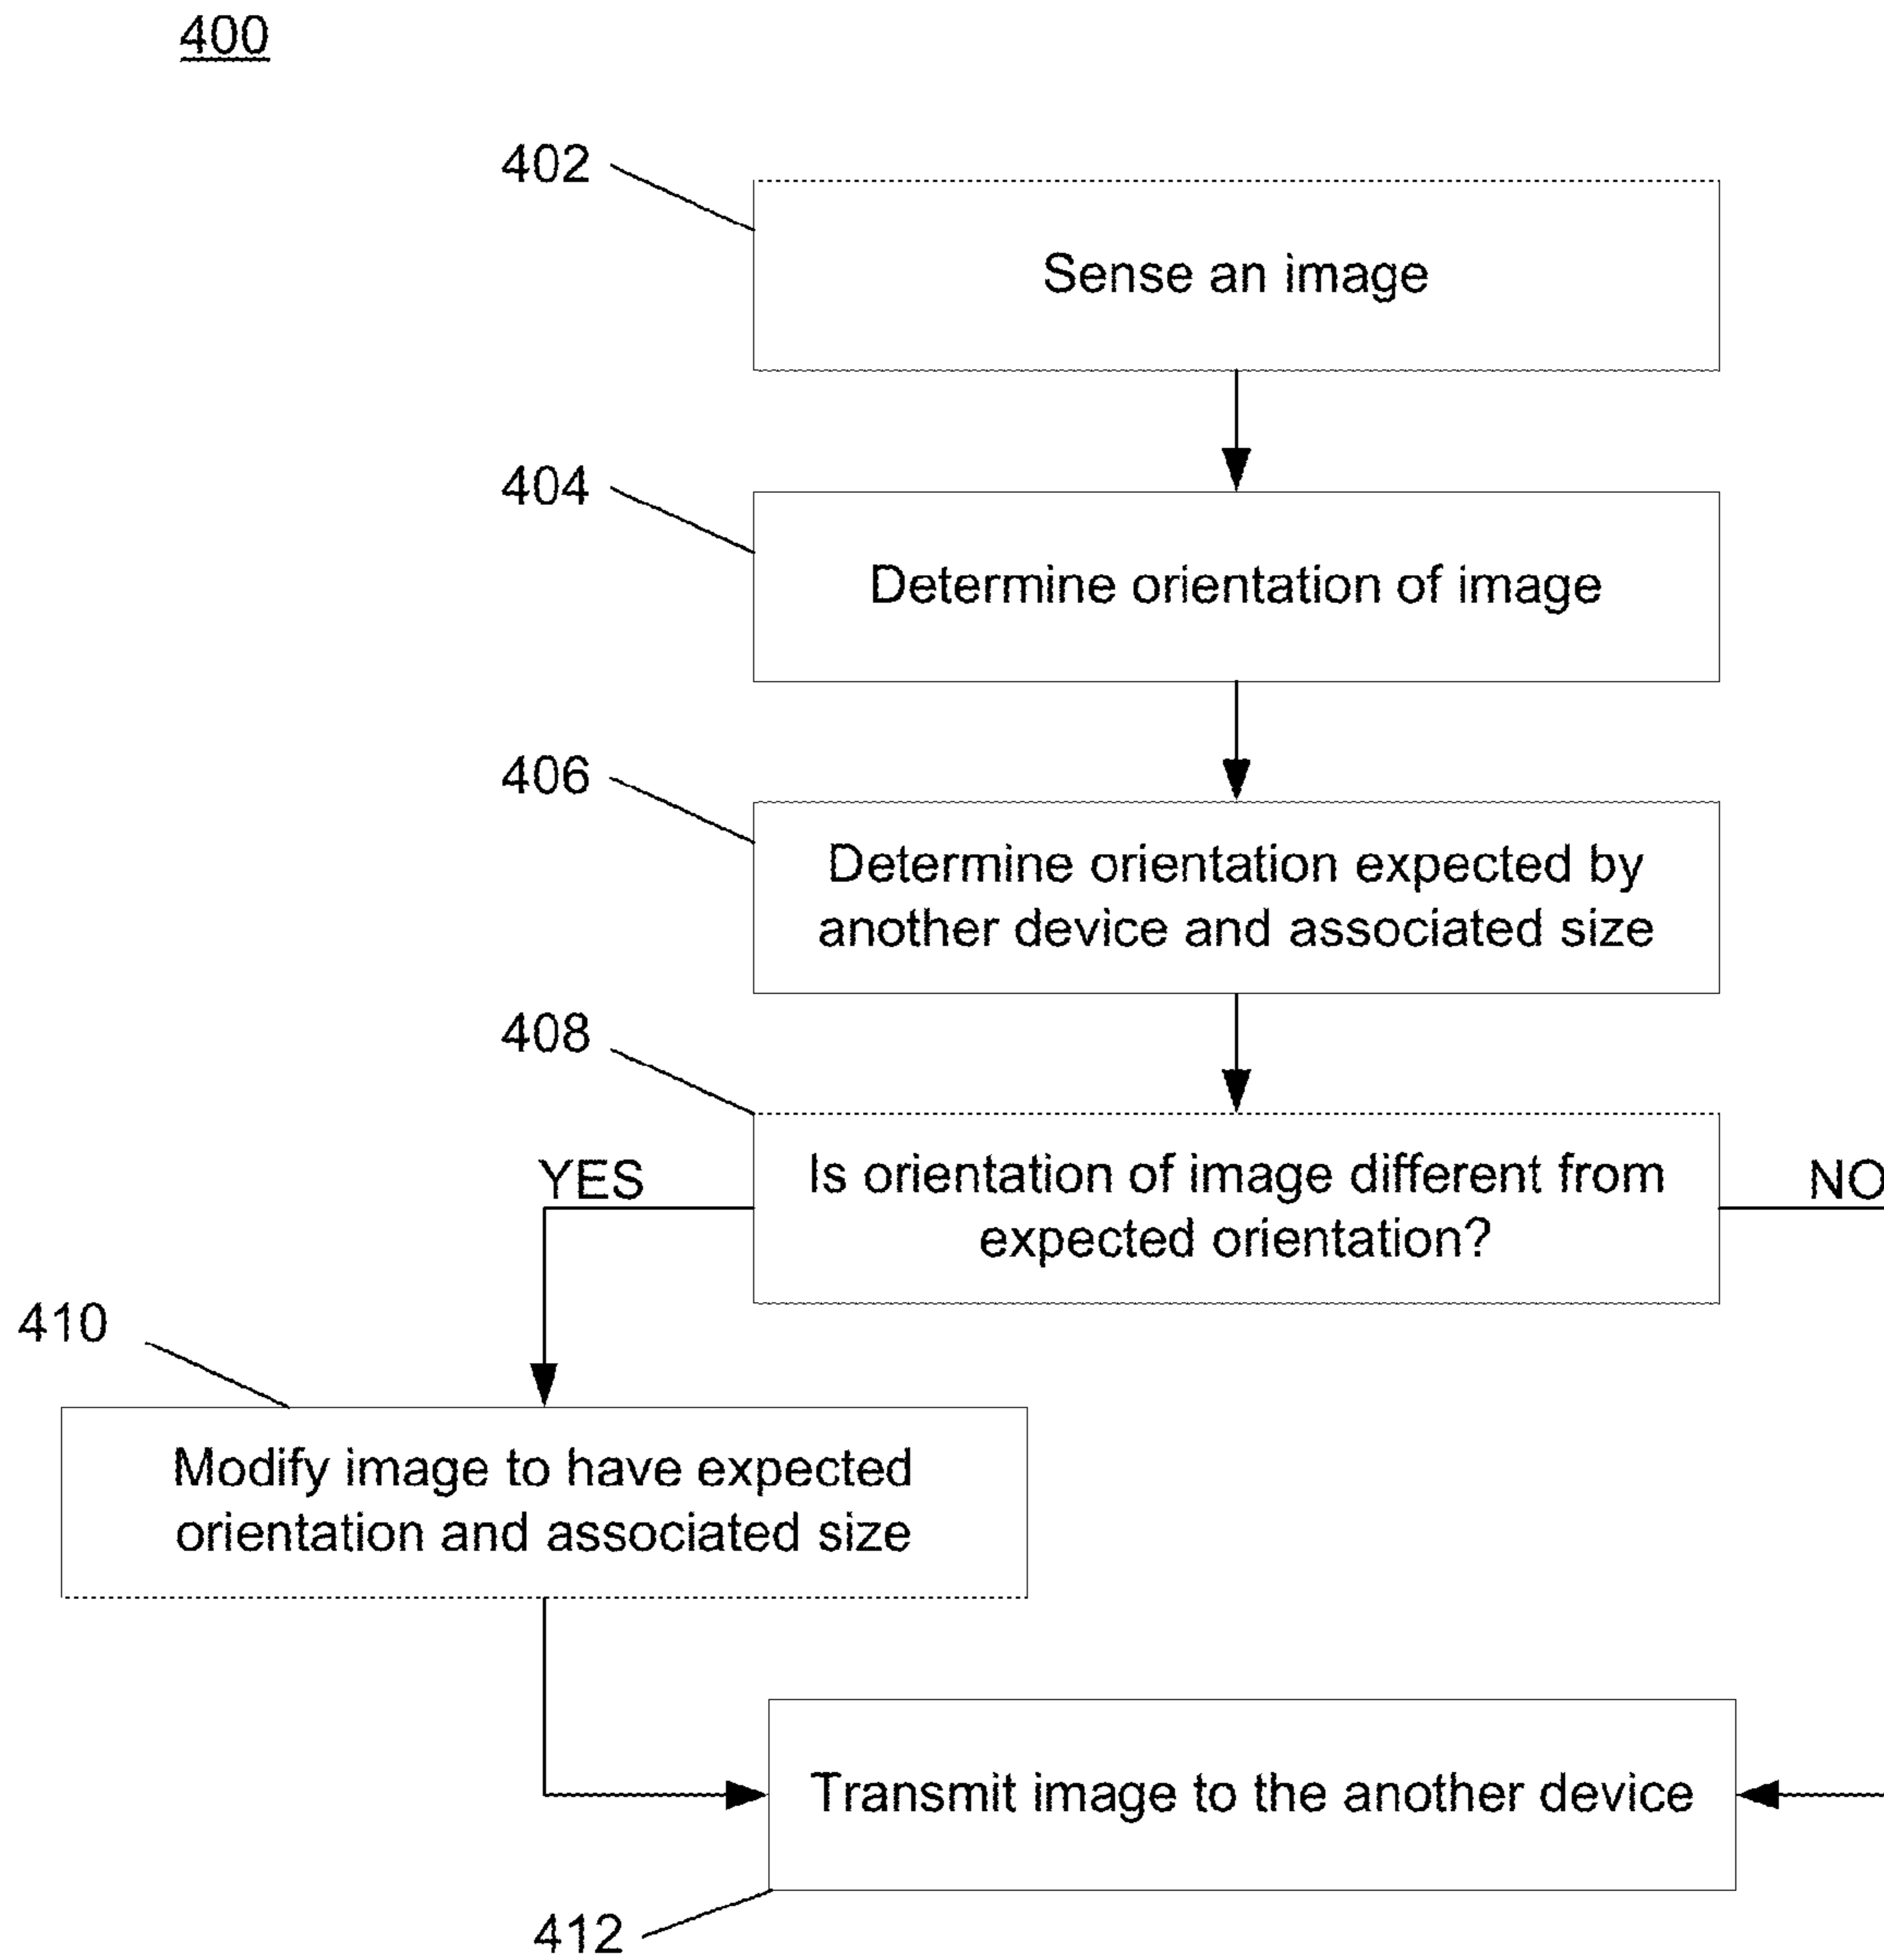 400
402
Sense an image
404
Determine orientation of image
406
Determine orientation expected by
another device and associated size
408
Is orientation of image different from
expected orientation?
YES
NO
410
Modify image to have expected
orientation and associated size
Transmit image to the another device
412